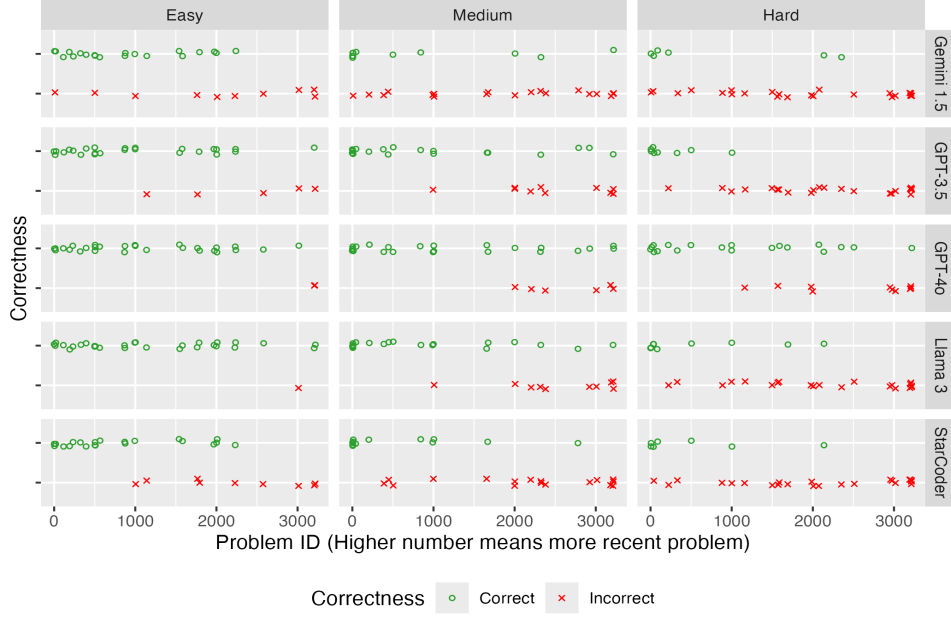 Easy Medium Hard
Gemini 1.5
GPT-3.5
GPT-4o
Llama 3
StarCoder
Correctness
0 1000 2000 3000 0 1000 2000 3000 0 1000 2000 3000
Problem ID (Higher number means more recent problem)
Correctness Correct Incorrect